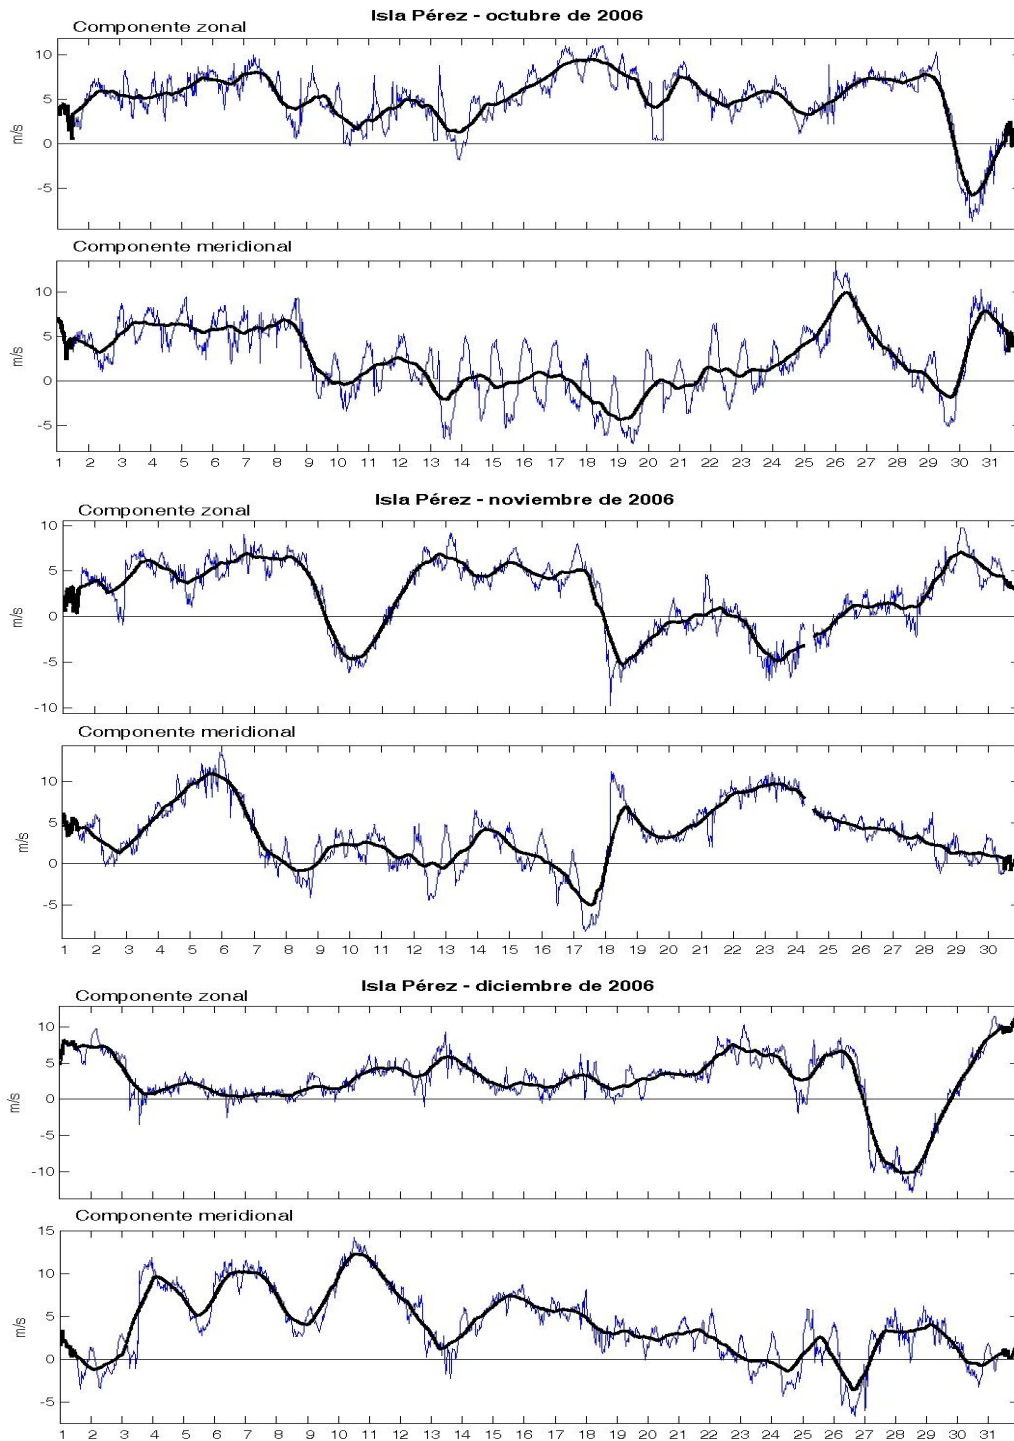 Isla Pérez - octubre de 2006
Componente zonal
10
5
0
-5
m/s
Componente meridional
10
5
0
-5
m/s
1 2 3 4 5 6 7 8 9 10 11 12 13 14 15 16 17 18 19 20 21 22 23 24 25 26 27 28 29 30 31
Isla Pérez - noviembre de 2006
Componente zonal
10
5
0
-5
-10
m/s
Componente meridional
10
5
0
-5
m/s
1 2 3 4 5 6 7 8 9 10 11 12 13 14 15 16 17 18 19 20 21 22 23 24 25 26 27 28 29 30
Isla Pérez - diciembre de 2006
Componente zonal
10
5
0
-5
-10
m/s
Componente meridional
15
10
5
0
-5
m/s
1 2 3 4 5 6 7 8 9 10 11 12 13 14 15 16 17 18 19 20 21 22 23 24 25 26 27 28 29 30 31